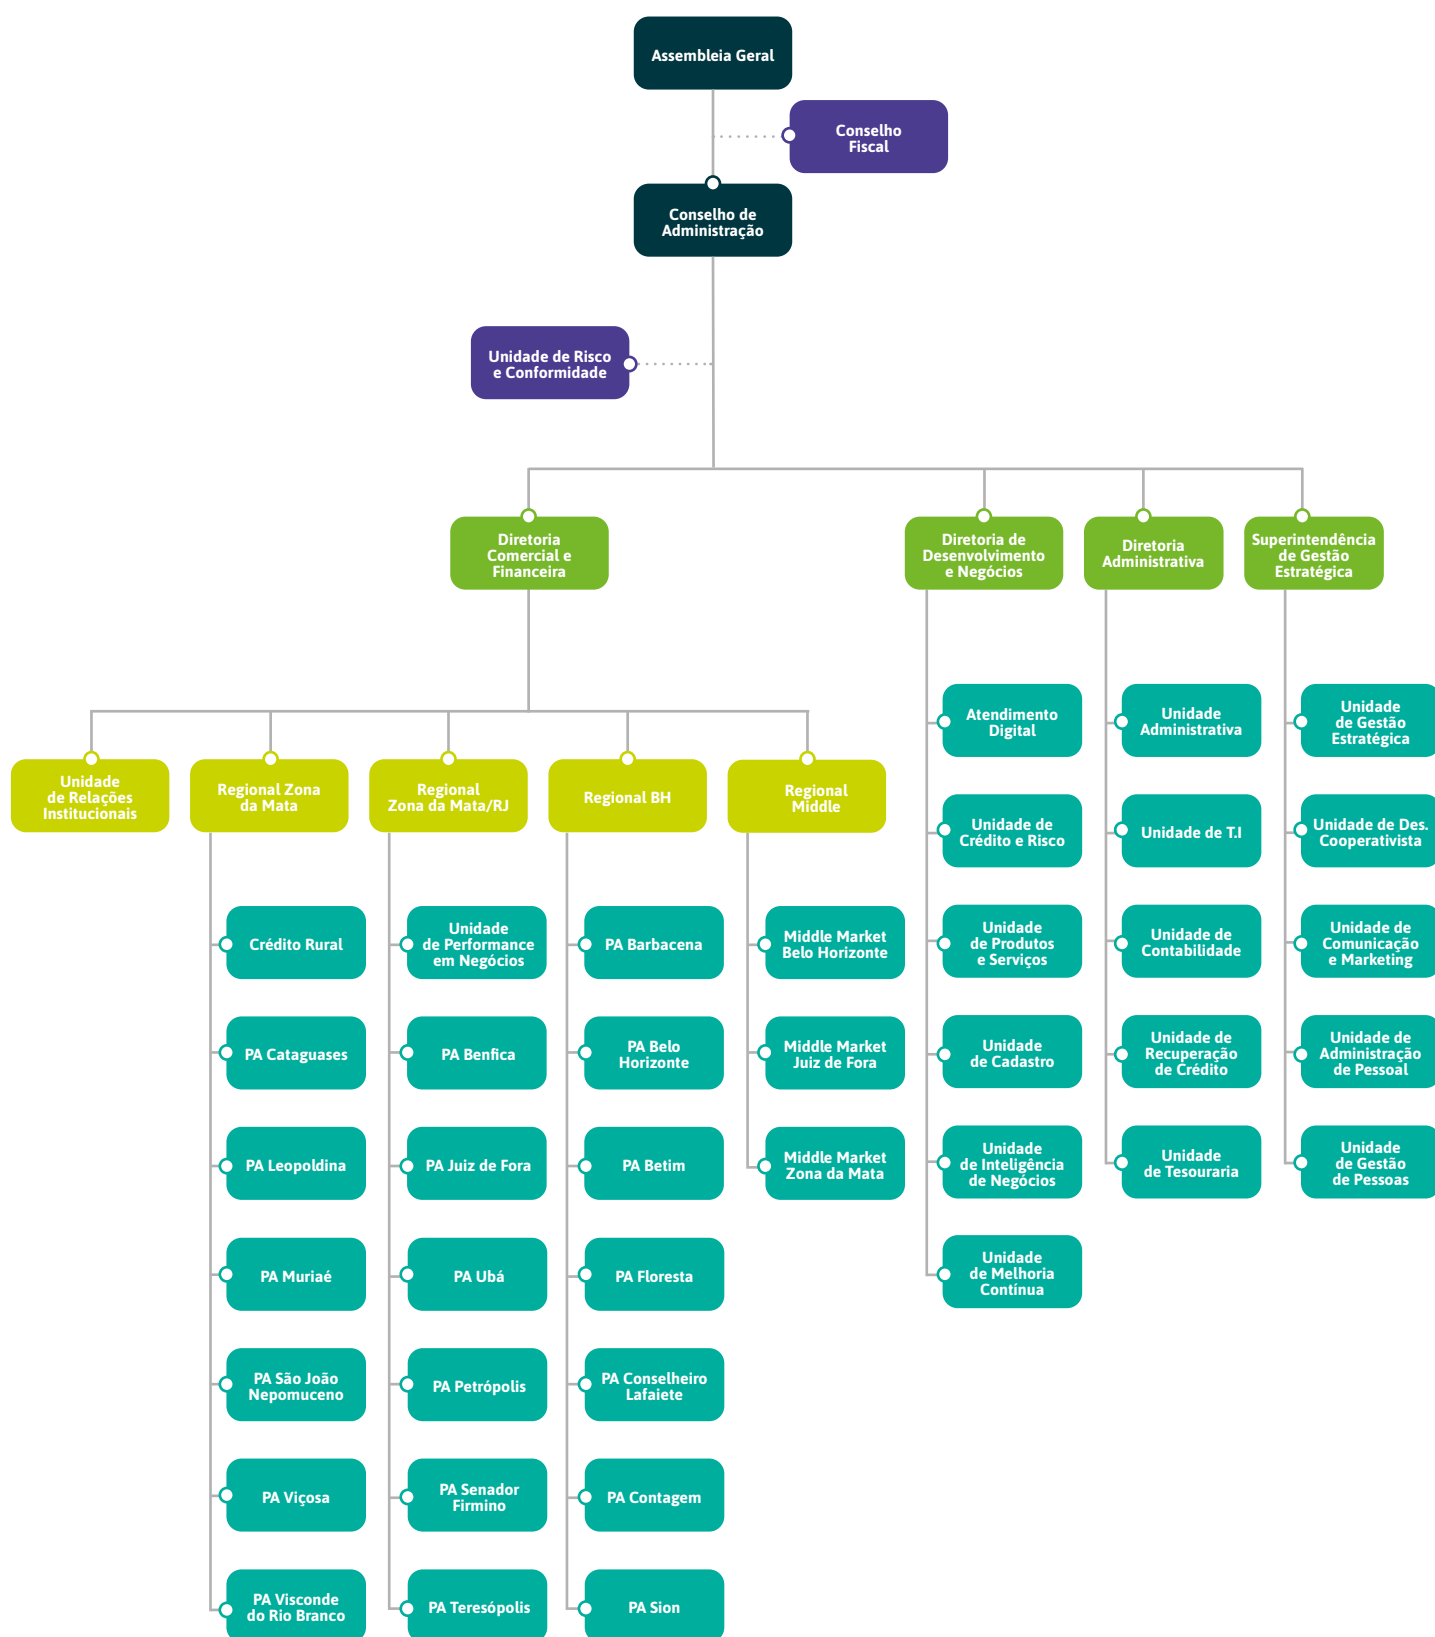 Assembleia Geral
Conselho
Fiscal
Conselho de
Administração
Unidade de Risco
e Conformidade
Diretoria
Comercial e
Financeira
Diretoria de
Desenvolvimento
e Negócios
Diretoria
Administrativa
Superintendência
de Gestão
Estratégica
Unidade
de Relações
Institucionais
Regional Zona
da Mata
Regional
Zona da Mata/RJ
Regional BH
Regional
Middle
Crédito Rural
PA Cataguases
PA Leopoldina
PA Muriaé
PA São João
Nepomuceno
PA Viçosa
PA Visconde
do Rio Branco
Unidade
de Performance
em Negócios
PA Benfica
PA Juiz de Fora
PA Ubá
PA Petrópolis
PA Senador
Firmino
PA Teresópolis
PA Barbacena
PA Belo
Horizonte
PA Betim
PA Floresta
PA Conselheiro
Lafaiete
PA Contagem
PA Sion
Middle Market
Belo Horizonte
Middle Market
Juiz de Fora
Middle Market
Zona da Mata
Atendimento
Digital
Unidade de
Crédito e Risco
Unidade
de Produtos
e Serviços
Unidade
de Cadastro
Unidade
de Inteligência
de Negócios
Unidade
de Melhoria
Contínua
Unidade
Administrativa
Unidade de T.I
Unidade de
Contabilidade
Unidade de
Recuperação
de Crédito
Unidade
de Tesouraria
Unidade
de Gestão
Estratégica
Unidade de Des.
Cooperativista
Unidade de
Comunicação
e Marketing
Unidade de
Administração
de Pessoal
Unidade
de Gestão
de Pessoas